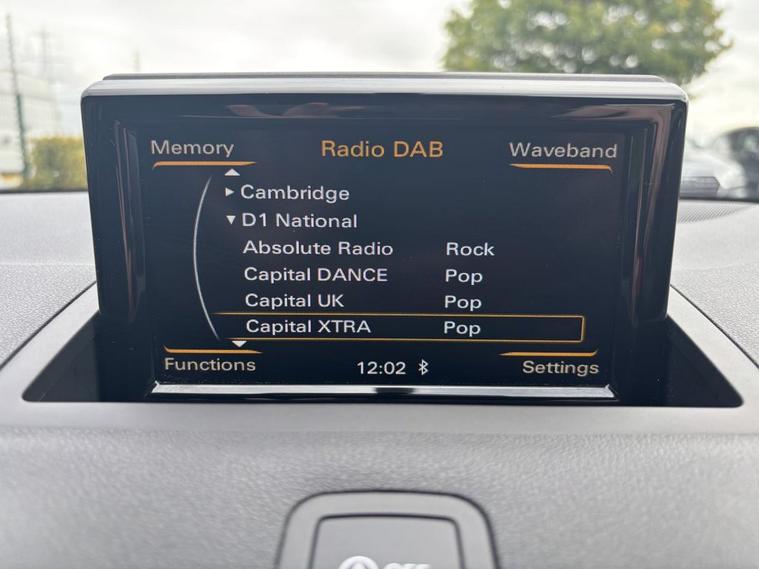 Memory Radio DAB Waveband
Cambridge
D1 National
Absolute Radio Rock
Capital DANCE Pop
Capital UK Pop
Capital XTRA Pop
Functions 12:02 Settings